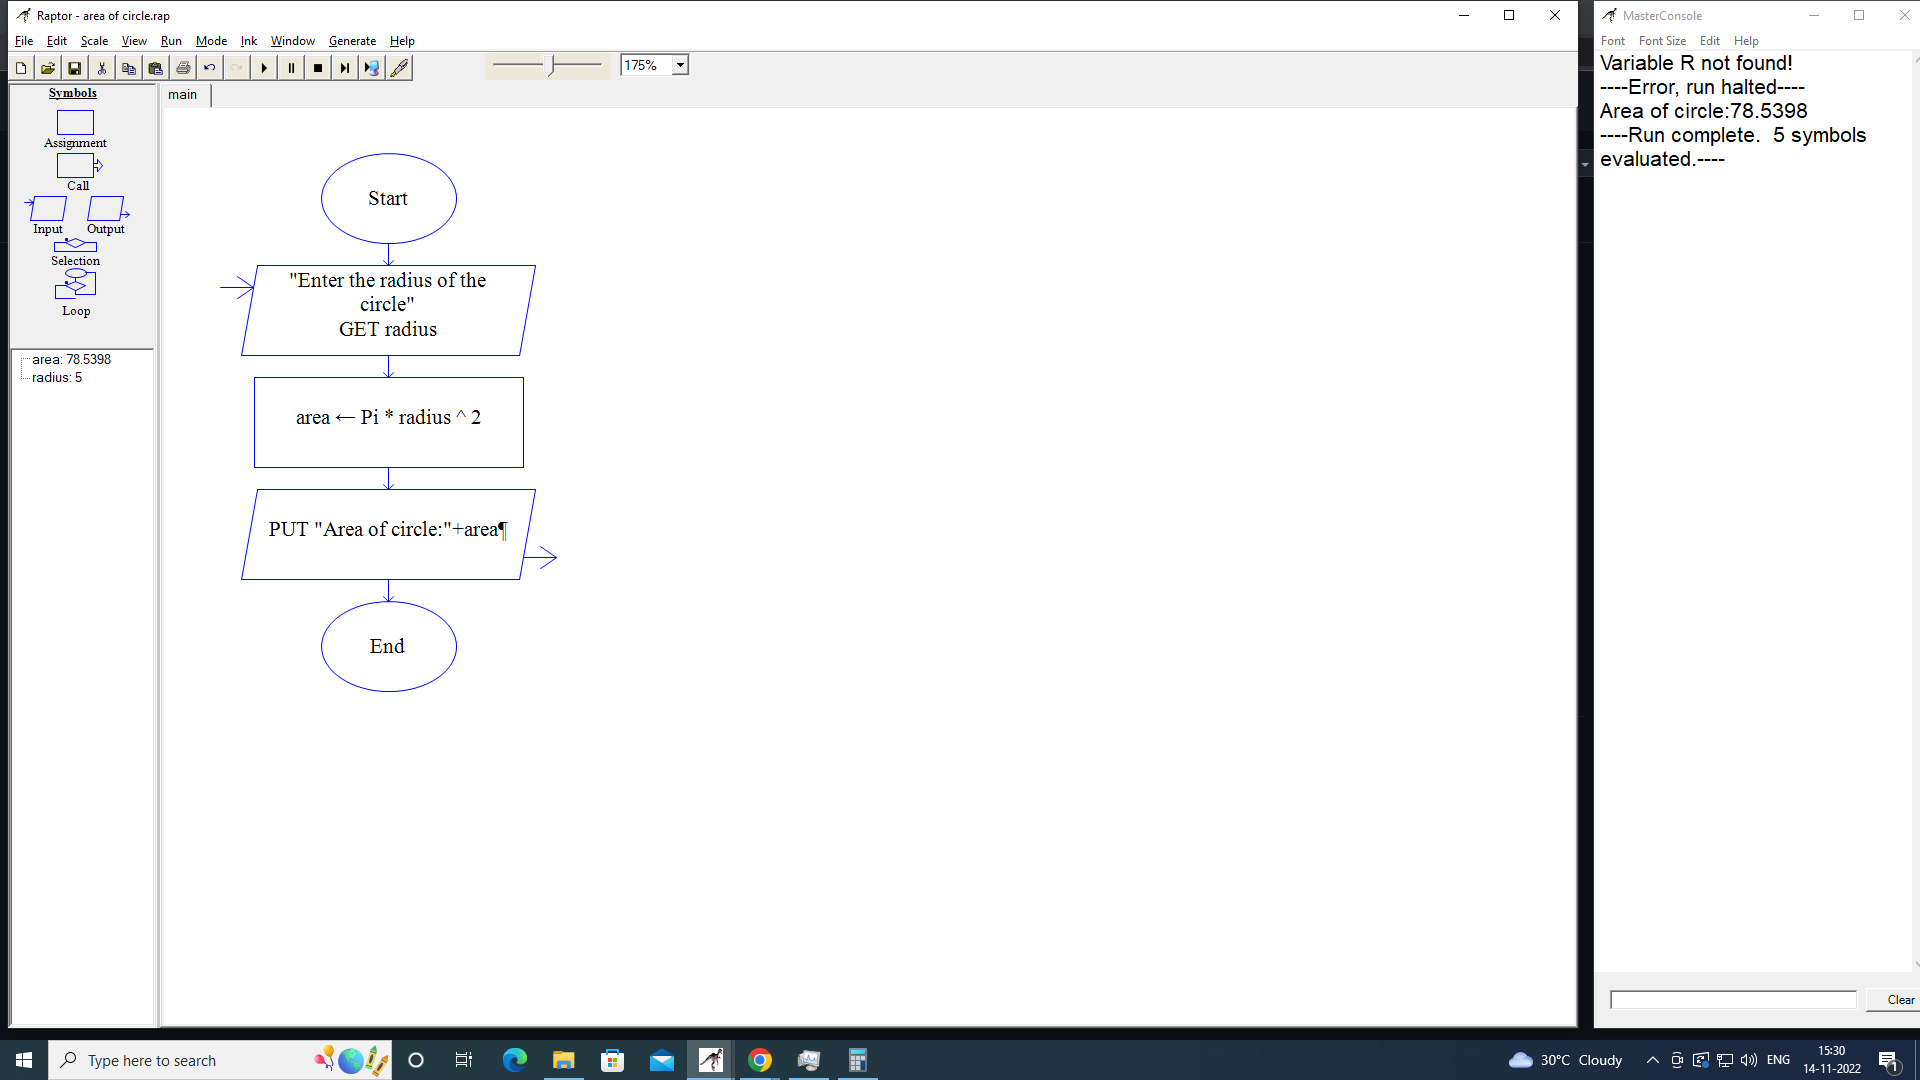 Raptor - area of circle.rap
File Edit Scale View Run Mode Ink Window Generate Help
175%
Symbols
Assignment
Call
Input Output
Selection
Loop
area: 78.5398
radius: 5
main
Start
"Enter the radius of the
circle"
GET radius
area ← Pi * radius ^ 2
PUT "Area of circle:"+area¶
End
MasterConsole
Font Font Size Edit Help
Variable R not found!
----Error, run halted----
Area of circle:78.5398
----Run complete.  5 symbols
evaluated.----
Clear
Type here to search
30°C Cloudy
ENG
15:30
14-11-2022
1